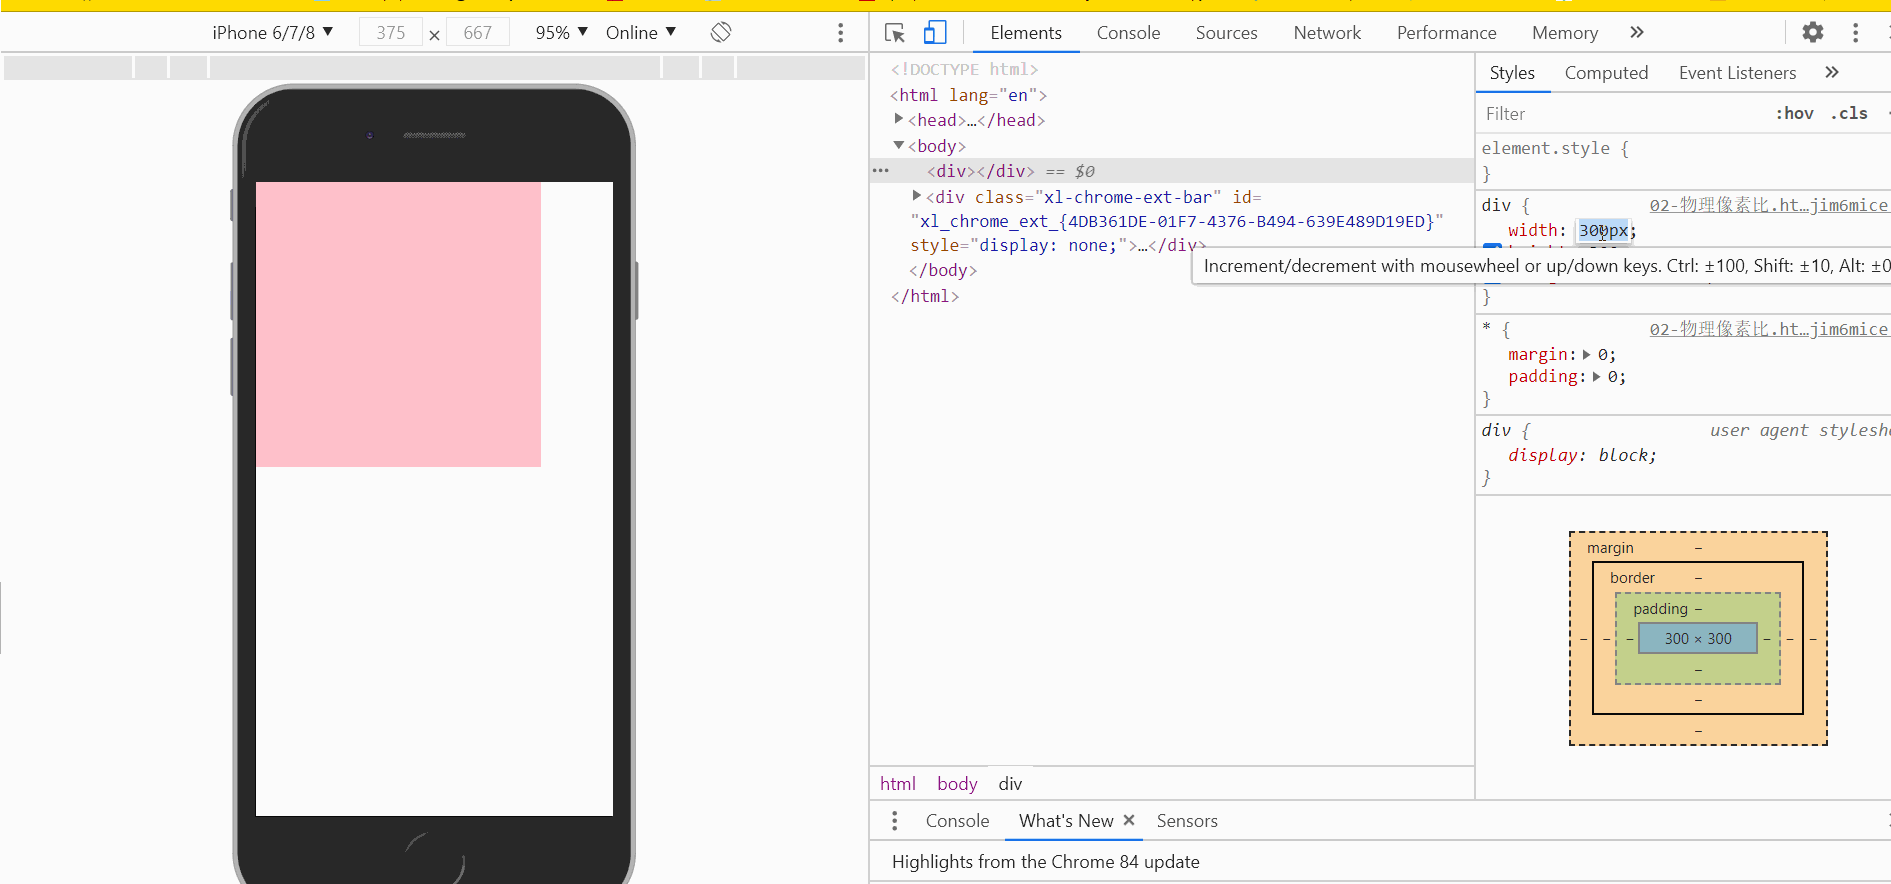 iPhone 6/7/8 ▼ 375 × 667 95% ▼ Online ▼
Elements Console Sources Network Performance Memory »
<!DOCTYPE html>
<html lang="en">
▶<head>…</head>
▼<body>
••• <div></div> == $0
▶<div class="xl-chrome-ext-bar" id=
"xl_chrome_ext_{4DB361DE-01F7-4376-B494-639E489D19ED}"
style="display: none;">…</div>
</body>
</html>
html body div
Styles Computed Event Listeners »
Filter :hov .cls
element.style {
}
div { 02-物理像素比.ht…jim6mice
width: 300px;
Increment/decrement with mousewheel or up/down keys. Ctrl: ±100, Shift: ±10, Alt: ±0
}
* { 02-物理像素比.ht…jim6mice
margin:▶ 0;
padding:▶ 0;
}
div { user agent stylesh
display: block;
}
margin –
border –
padding –
– – – 300 × 300 – – –
–
–
–
Console What's New × Sensors
Highlights from the Chrome 84 update